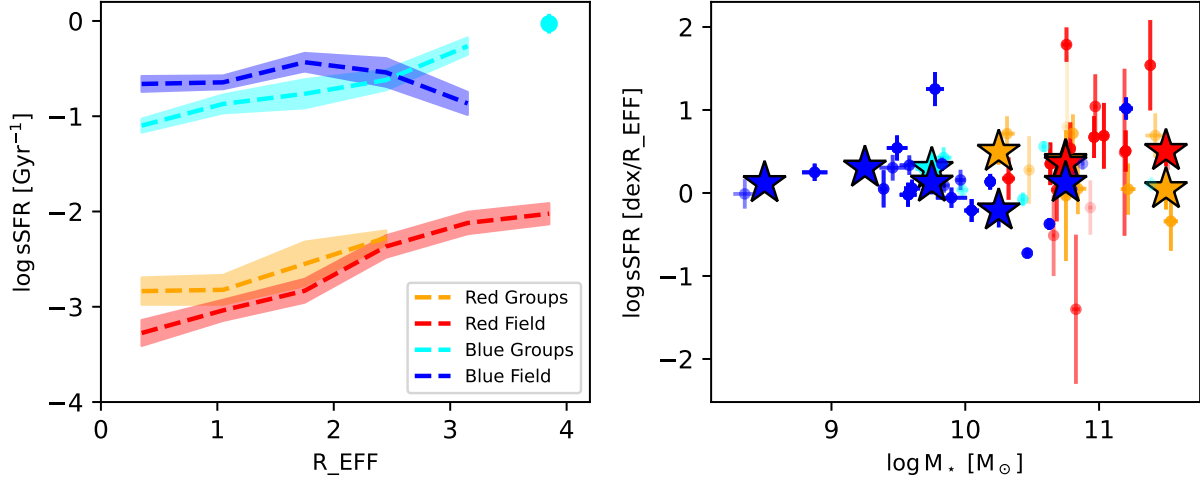 0
−1
−2
−3
−4
0
1
2
3
4
log sSFR [Gyr⁻¹]
R_EFF
Red Groups
Red Field
Blue Groups
Blue Field
2
1
0
−1
−2
9
10
11
log sSFR [dex/R_EFF]
log M⋆ [M⊙]